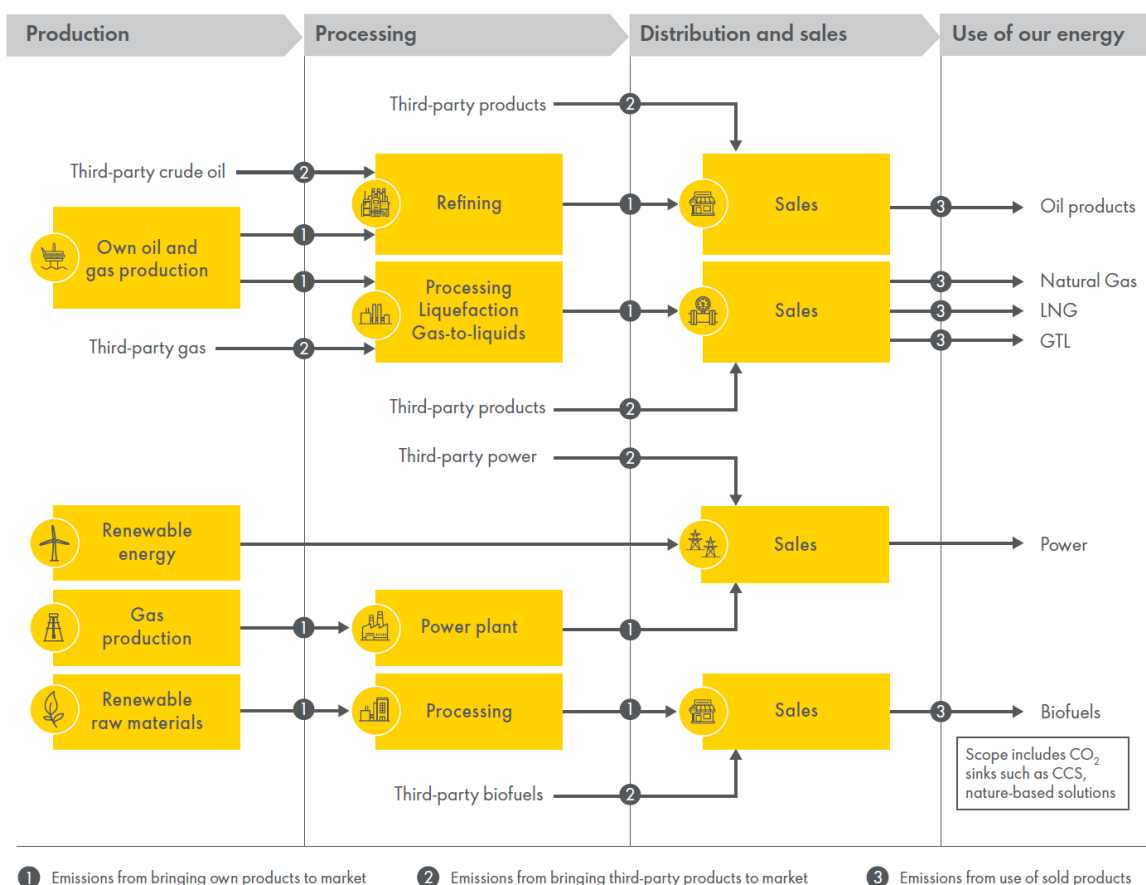 Production
Processing
Distribution and sales
Use of our energy
Third-party products
2
Third-party crude oil
2
Refining
1
Sales
3
Oil products
Own oil and
gas production
1
1
Processing
Liquefaction
Gas-to-liquids
1
Sales
3
Natural Gas
3
LNG
3
GTL
Third-party gas
2
Third-party products
2
Third-party power
2
Renewable
energy
Sales
Power
Gas
production
1
Power plant
1
Renewable
raw materials
1
Processing
1
Sales
3
Biofuels
Scope includes CO₂
sinks such as CCS,
nature-based solutions
Third-party biofuels
2
1 Emissions from bringing own products to market
2 Emissions from bringing third-party products to market
3 Emissions from use of sold products